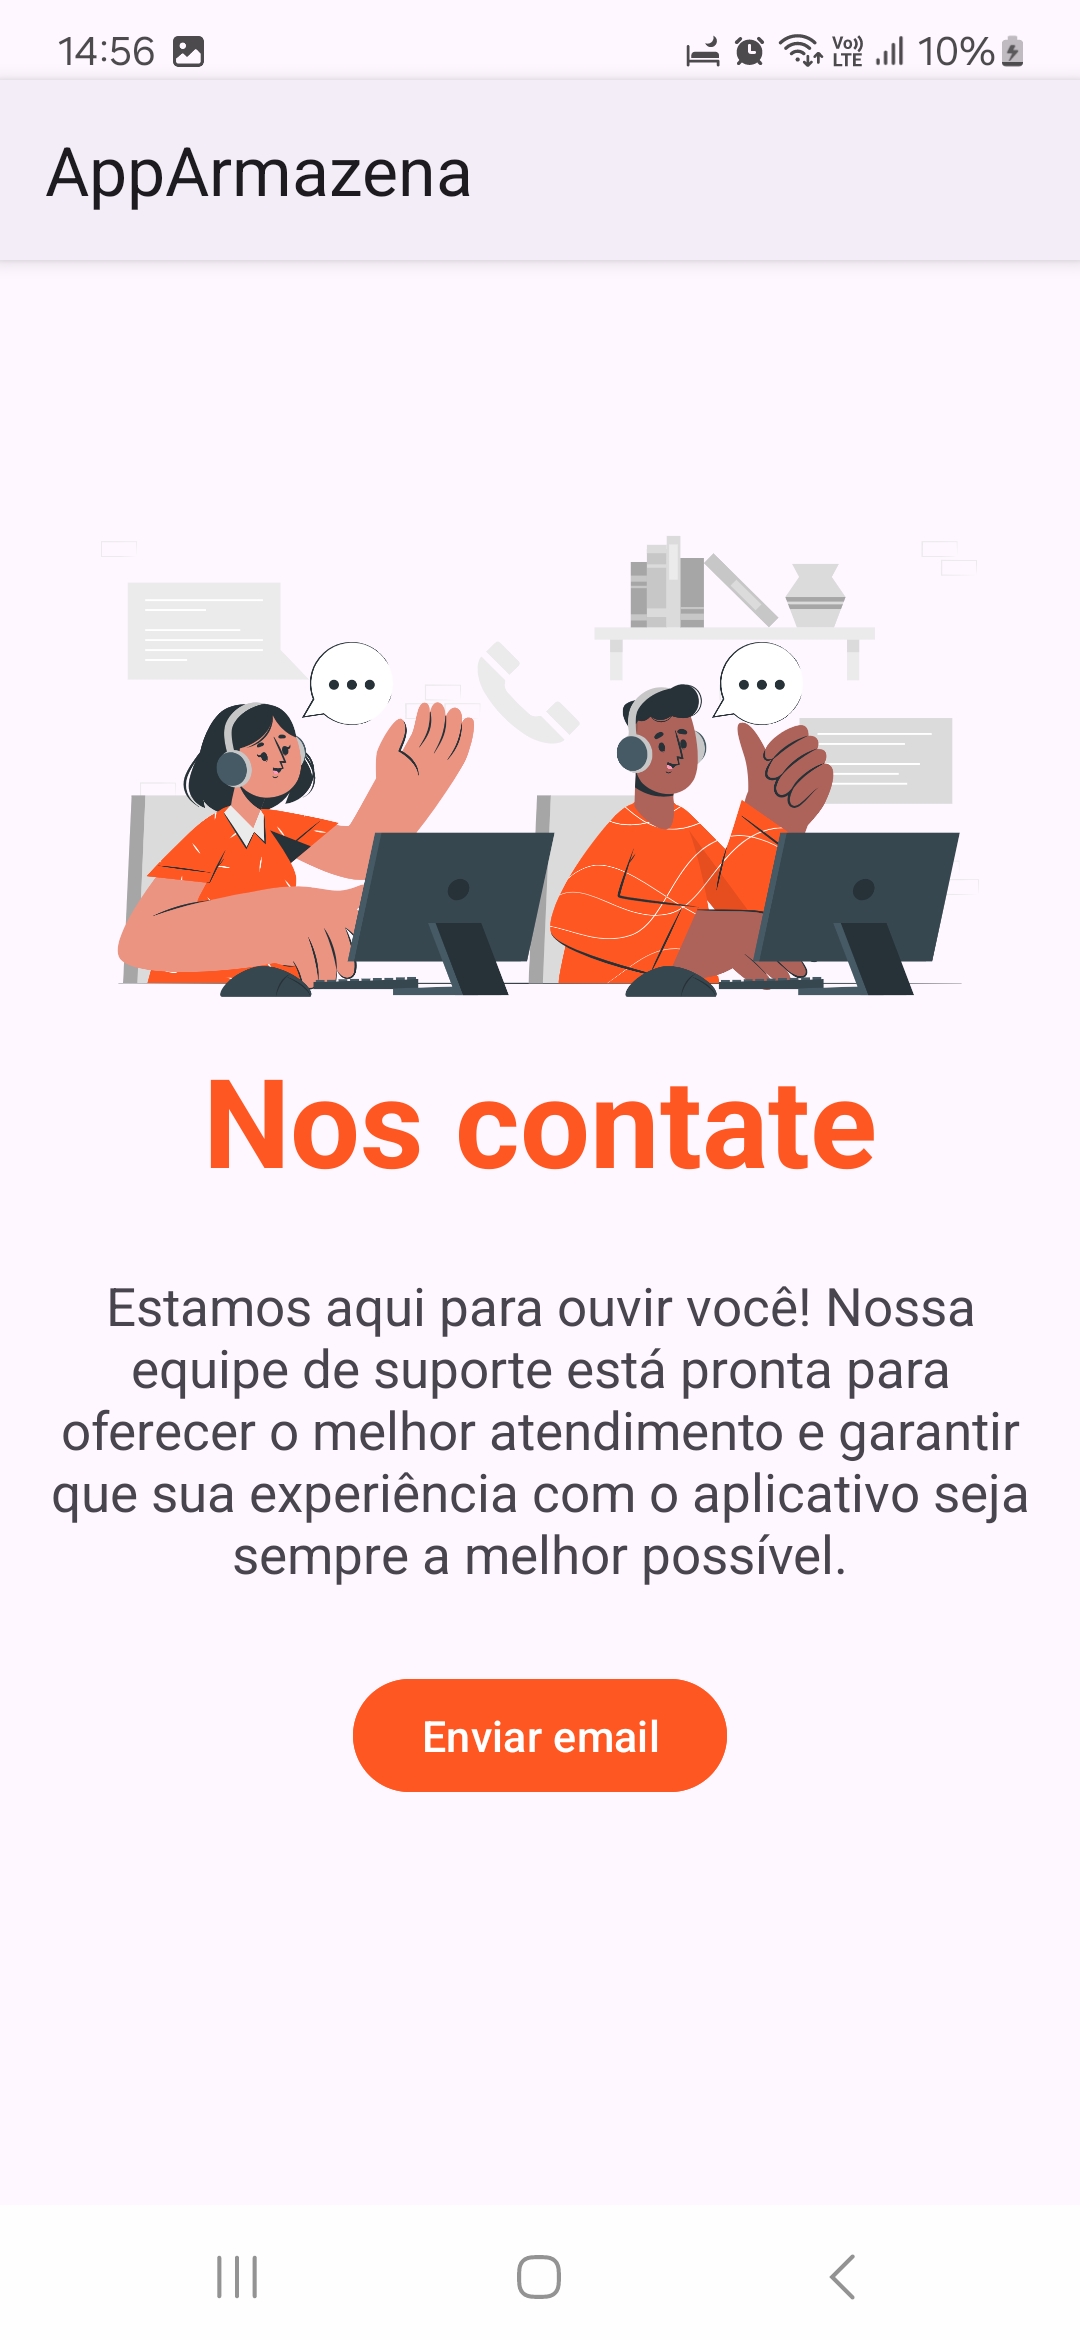 14:56
Vo)) LTE 10%
AppArmazena
Nos contate
Estamos aqui para ouvir você! Nossa
equipe de suporte está pronta para
oferecer o melhor atendimento e garantir
que sua experiência com o aplicativo seja
sempre a melhor possível.
Enviar email